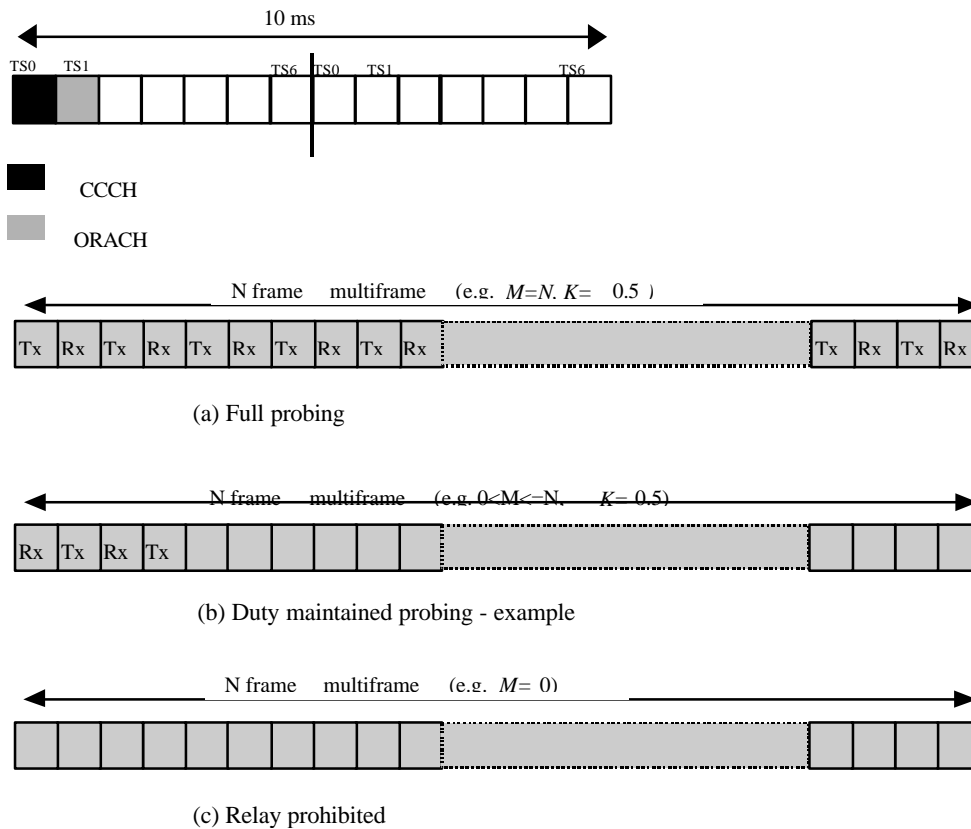 10 ms
TS0 TS1 TS6 TS0 TS1 TS6
CCCH
ORACH
N frame multiframe (e.g. M=N, K= 0.5 )
Tx Rx Tx Rx Tx Rx Tx Rx Tx Rx Tx Rx Tx Rx
(a) Full probing
N frame multiframe (e.g. 0<M<=N, K= 0.5)
Rx Tx Rx Tx
(b) Duty maintained probing - example
N frame multiframe (e.g. M= 0)
(c) Relay prohibited